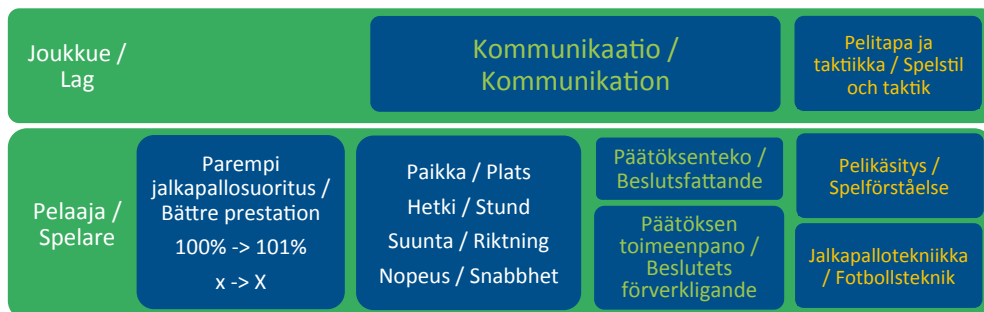 Joukkue /
Lag
Kommunikaatio /
Kommunikation
Pelitapa ja
taktiikka / Spelstil
och taktik
Pelaaja /
Spelare
Parempi
jalkapallosuoritus /
Bättre prestation
100% -> 101%
x -> X
Paikka / Plats
Hetki / Stund
Suunta / Riktning
Nopeus / Snabbhet
Päätöksenteko /
Beslutsfattande
Päätöksen
toimeenpano /
Beslutets
förverkligande
Pelikäsitys /
Spelförståelse
Jalkapallotekniikka
/ Fotbollsteknik